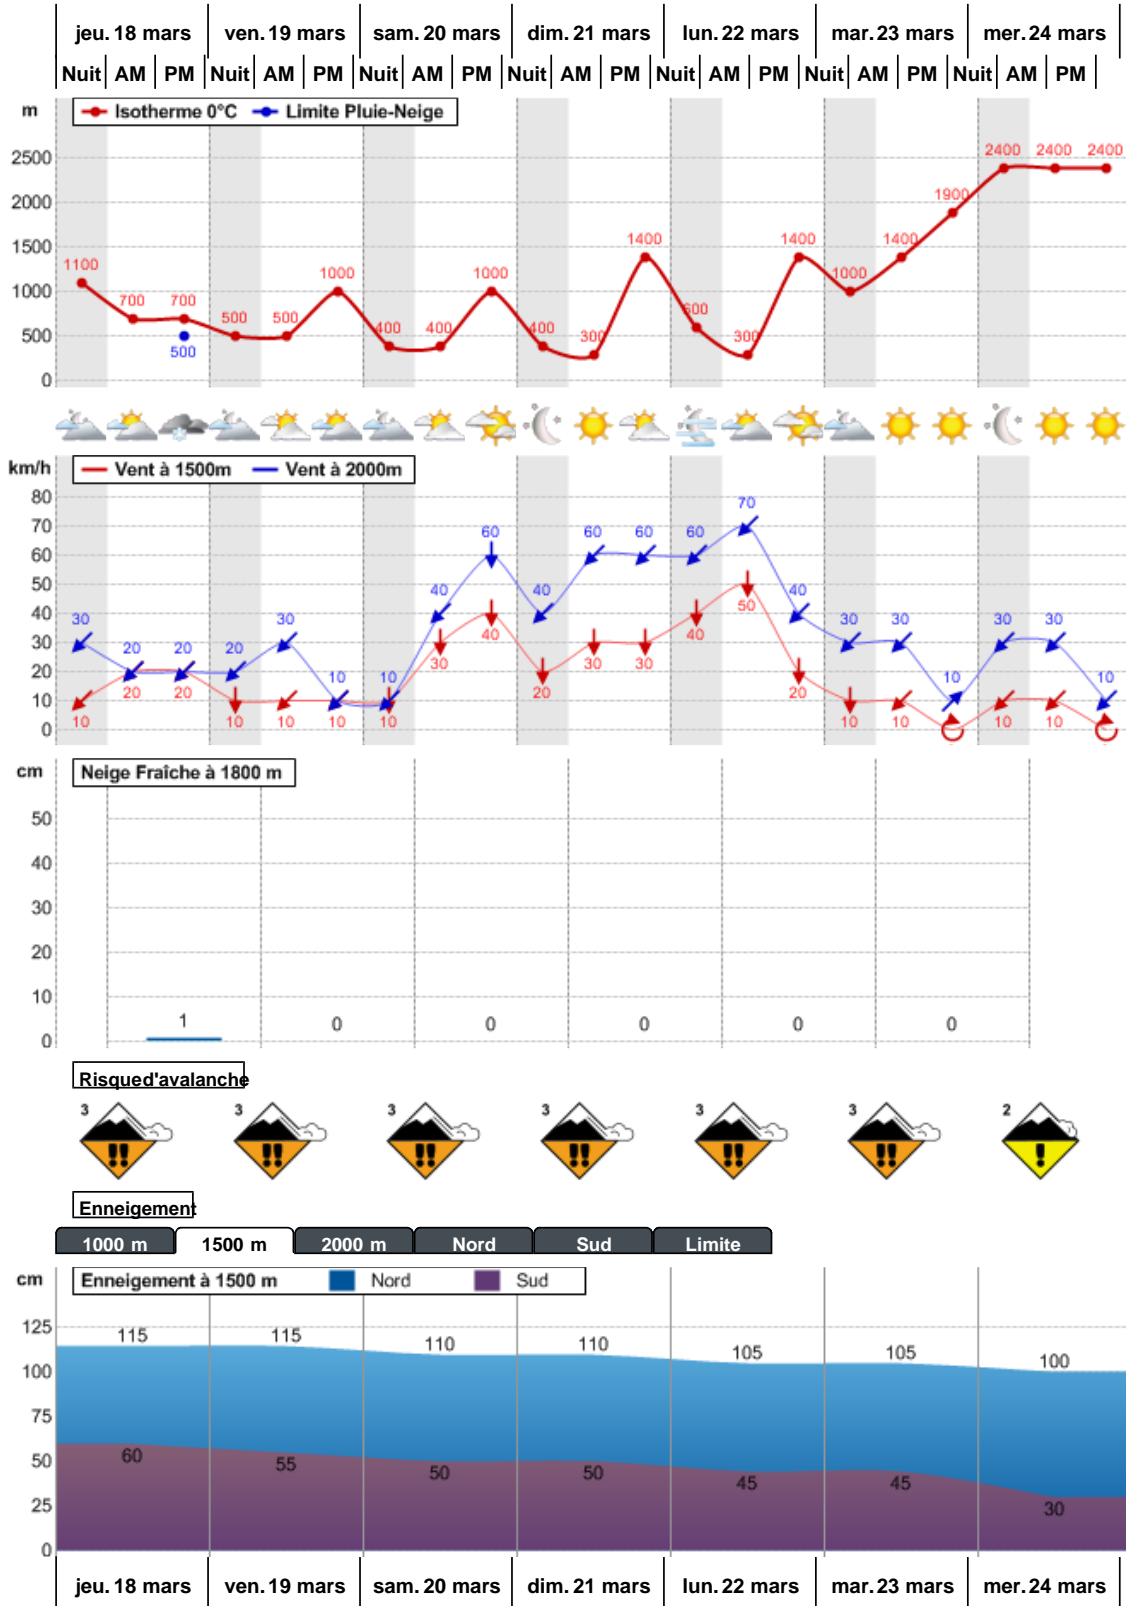 jeu. 18 mars ven. 19 mars sam. 20 mars dim. 21 mars lun. 22 mars mar. 23 mars mer. 24 mars
Nuit AM PM Nuit AM PM Nuit AM PM Nuit AM PM Nuit AM PM Nuit AM PM Nuit AM PM
m Isotherme 0°C Limite Pluie-Neige
2500 2400 2400 2400
2000 1900
1500 1400 1400 1400
1100 1000 1000 1000
1000 700 700 600
500 500 500 400 400 400 300 300
500
0
km/h Vent à 1500m Vent à 2000m
80
70 70
60 60 60 60 60
50 50
40 40 40 40 40 40
30 30 30 30 30 30 30 30 30 30
20 20 20 20 20 20 20 20
10 10 10 10 10 10 10 10 10 10 10 10 10
0
cm Neige Fraîche à 1800 m
50
40
30
20
10
1 0 0 0 0 0
0
Risqued'avalanche
3 3 3 3 3 3 2
Enneigement
1000 m 1500 m 2000 m Nord Sud Limite
cm Enneigement à 1500 m Nord Sud
125
115 115 110 110 105 105 100
100
75
50
60 55 50 50 45 45 30
25
0
jeu. 18 mars ven. 19 mars sam. 20 mars dim. 21 mars lun. 22 mars mar. 23 mars mer. 24 mars